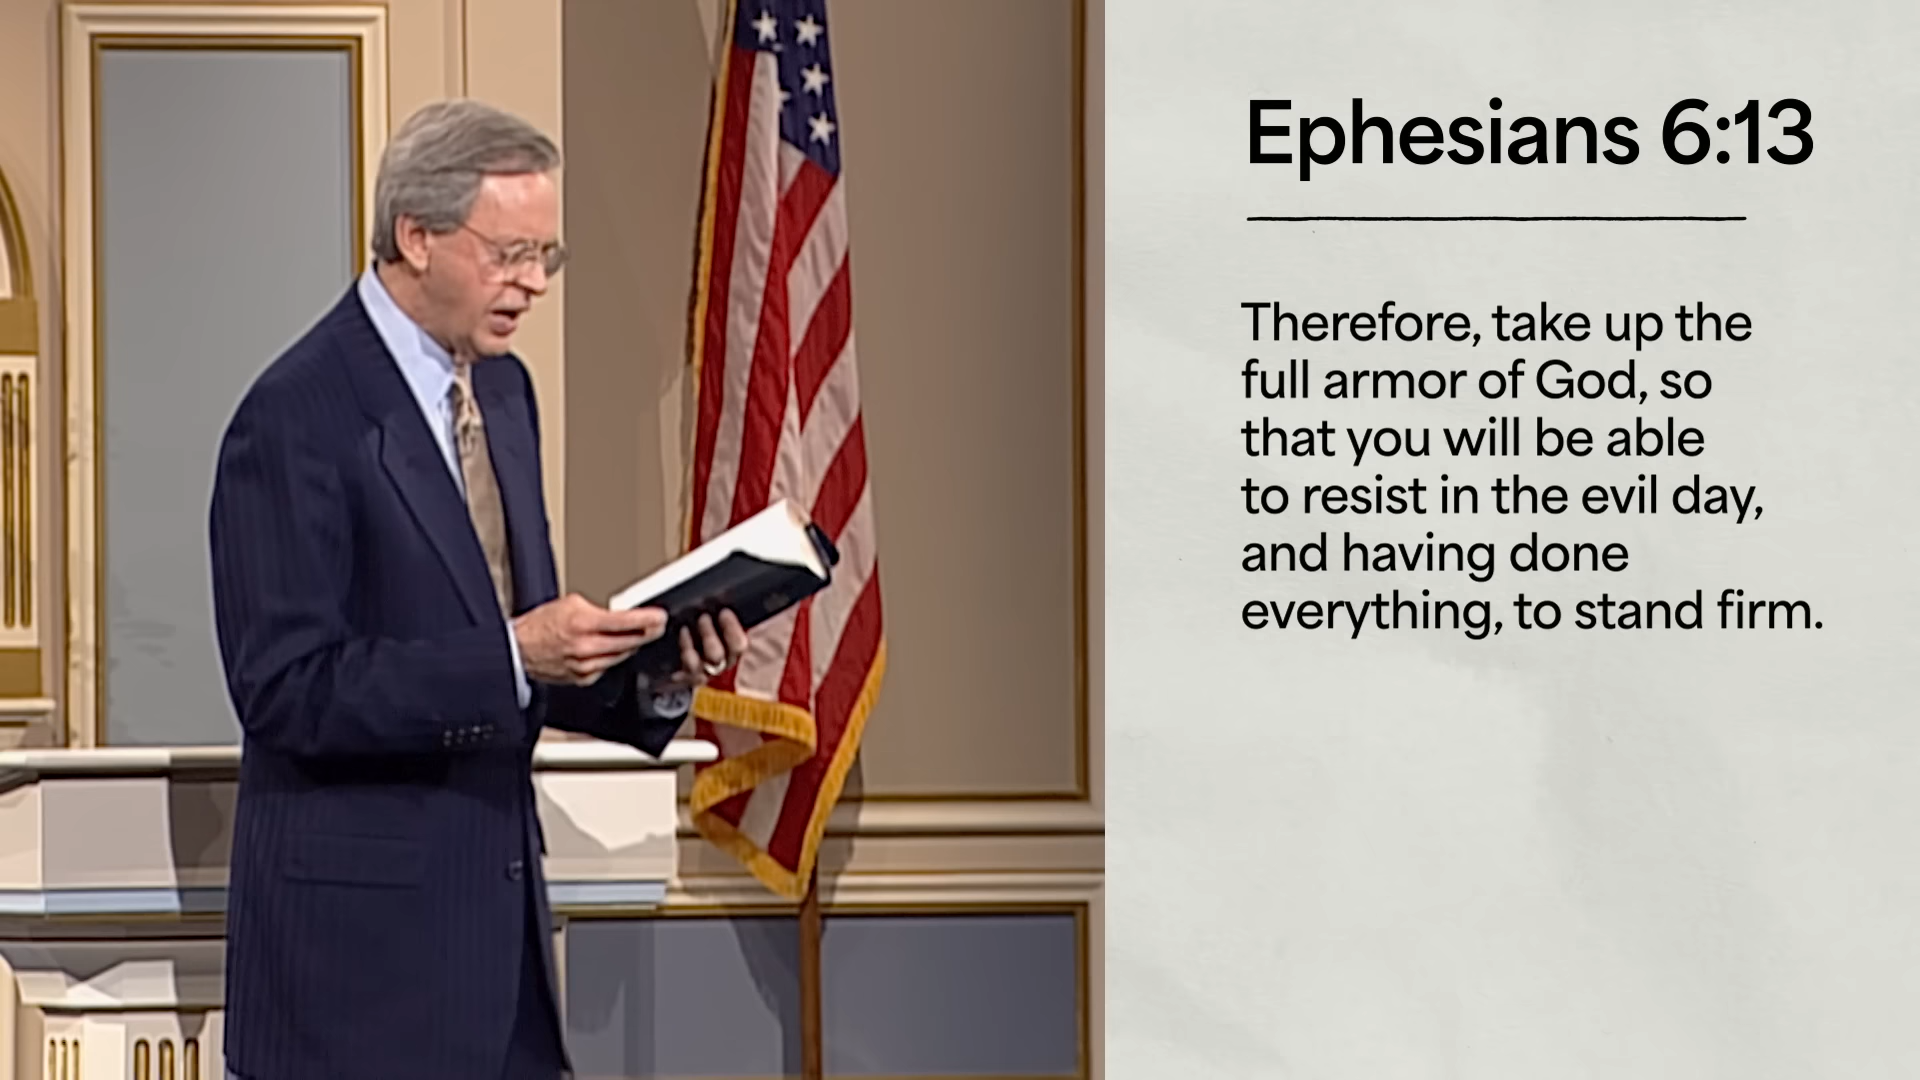 Ephesians 6:13
Therefore, take up the
full armor of God, so
that you will be able
to resist in the evil day,
and having done
everything, to stand firm.